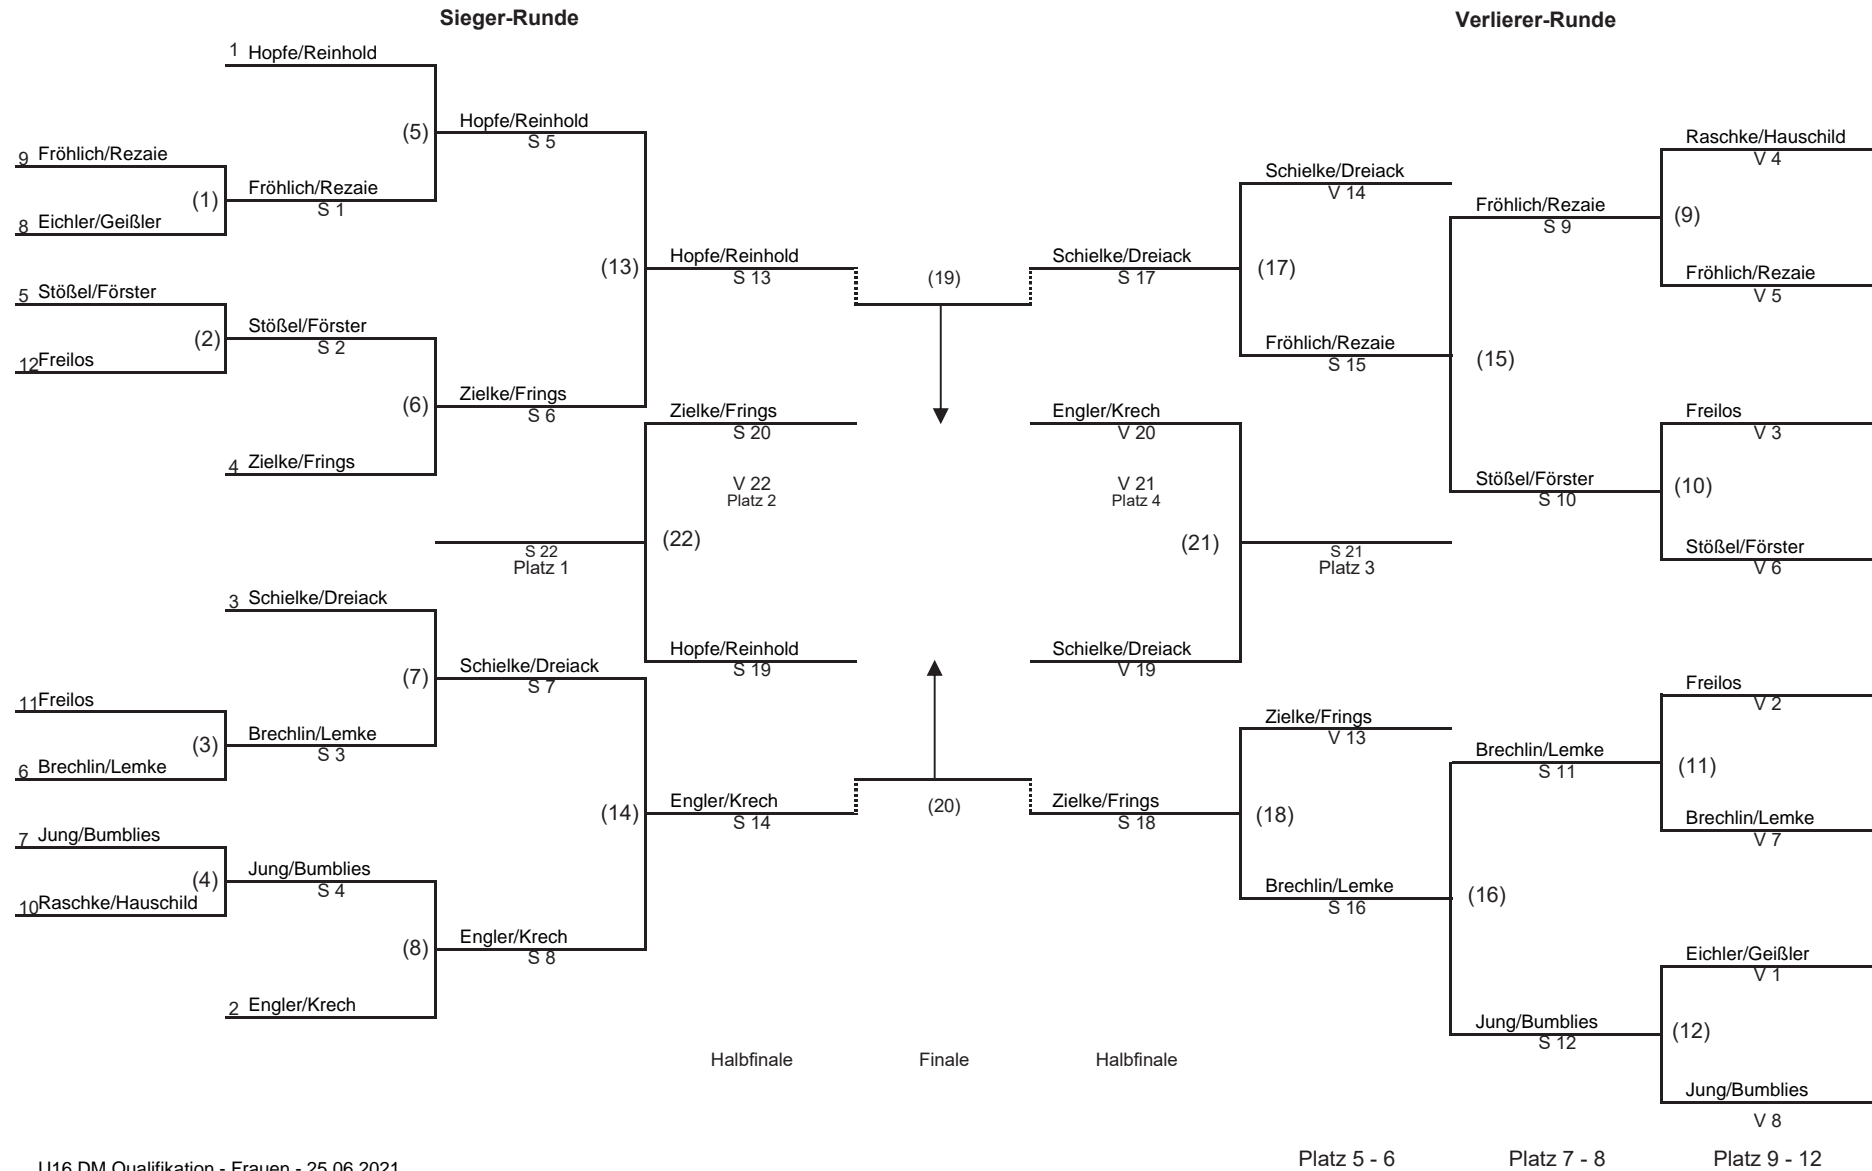 Sieger-Runde
Verlierer-Runde
1 Hopfe/Reinhold
(5)
Hopfe/Reinhold
S 5
9 Fröhlich/Rezaie
(1)
Fröhlich/Rezaie
S 1
8 Eichler/Geißler
5 Stößel/Förster
(2)
Stößel/Förster
S 2
12 Freilos
(6)
Zielke/Frings
S 6
4 Zielke/Frings
(13)
Hopfe/Reinhold
S 13
(19)
Zielke/Frings
S 20
V 22
Platz 2
(22)
S 22
Platz 1
Hopfe/Reinhold
S 19
3 Schielke/Dreiack
(7)
Schielke/Dreiack
S 7
11 Freilos
(3)
Brechlin/Lemke
S 3
6 Brechlin/Lemke
7 Jung/Bumblies
(4)
Jung/Bumblies
S 4
10 Raschke/Hauschild
(8)
Engler/Krech
S 8
2 Engler/Krech
(14)
Engler/Krech
S 14
(20)
Schielke/Dreiack
S 17
(17)
Schielke/Dreiack
V 14
Fröhlich/Rezaie
S 15
(15)
Fröhlich/Rezaie
S 9
(9)
Raschke/Hauschild
V 4
Fröhlich/Rezaie
V 5
Stößel/Förster
S 10
(10)
Freilos
V 3
Stößel/Förster
V 6
Engler/Krech
V 20
V 21
Platz 4
(21)
S 21
Platz 3
Schielke/Dreiack
V 19
Zielke/Frings
S 18
(18)
Zielke/Frings
V 13
Brechlin/Lemke
S 16
(16)
Brechlin/Lemke
S 11
(11)
Freilos
V 2
Brechlin/Lemke
V 7
Jung/Bumblies
S 12
(12)
Eichler/Geißler
V 1
Jung/Bumblies
V 8
Halbfinale
Finale
Halbfinale
Platz 5 - 6
Platz 7 - 8
Platz 9 - 12
U16 DM Qualifikation - Frauen - 25.06.2021